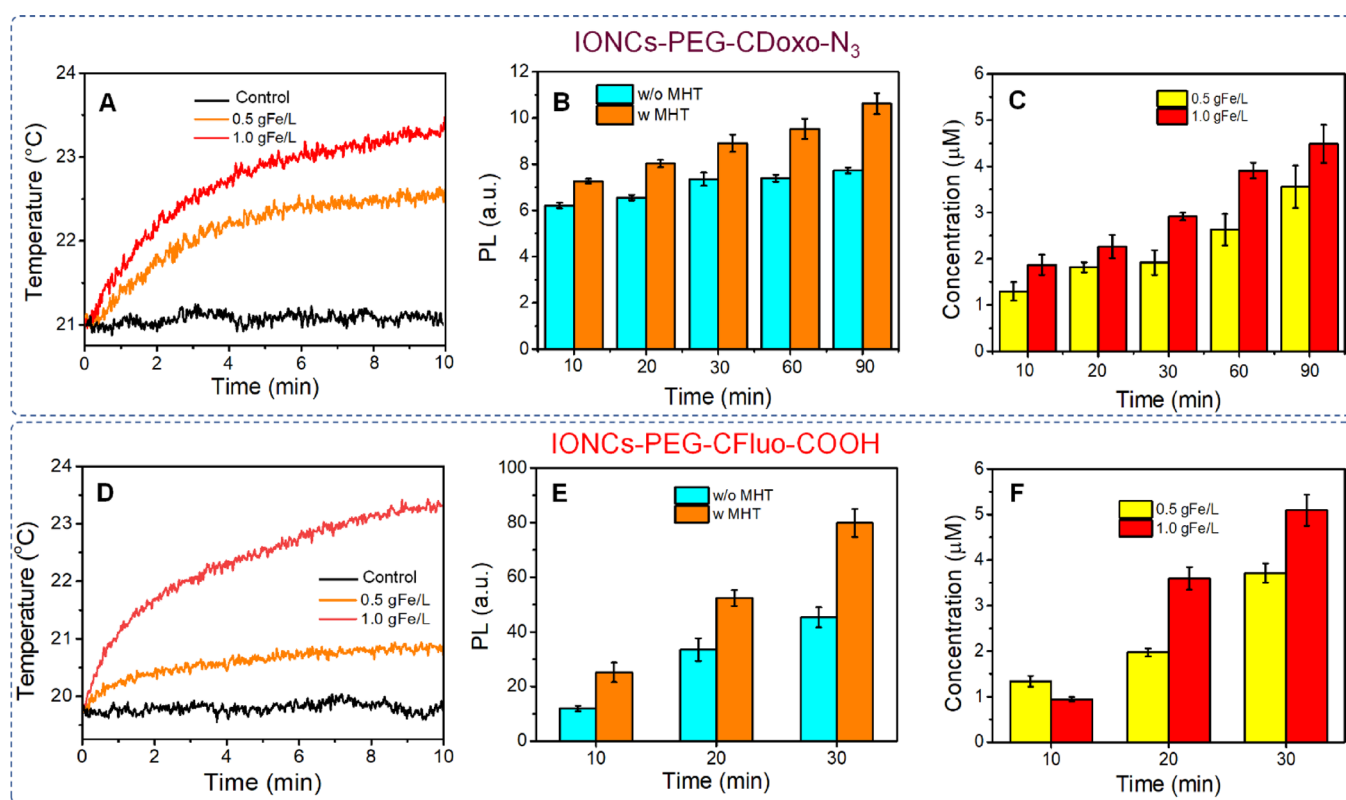 IONCs-PEG-CDoxo-N3
A
Control
0.5 gFe/L
1.0 gFe/L
Temperature (°C)
24
23
22
21
0 2 4 6 8 10
Time (min)
B
w/o MHT
w MHT
PL (a.u.)
12
10
8
6
4
2
0
10 20 30 60 90
Time (min)
C
0.5 gFe/L
1.0 gFe/L
Concentration (µM)
6
5
4
3
2
1
0
10 20 30 60 90
Time (min)
IONCs-PEG-CFluo-COOH
D
Control
0.5 gFe/L
1.0 gFe/L
Temperature (°C)
24
23
22
21
20
0 2 4 6 8 10
Time (min)
E
w/o MHT
w MHT
PL (a.u.)
100
80
60
40
20
0
10 20 30
Time (min)
F
0.5 gFe/L
1.0 gFe/L
Concentration (µM)
6
5
4
3
2
1
0
10 20 30
Time (min)